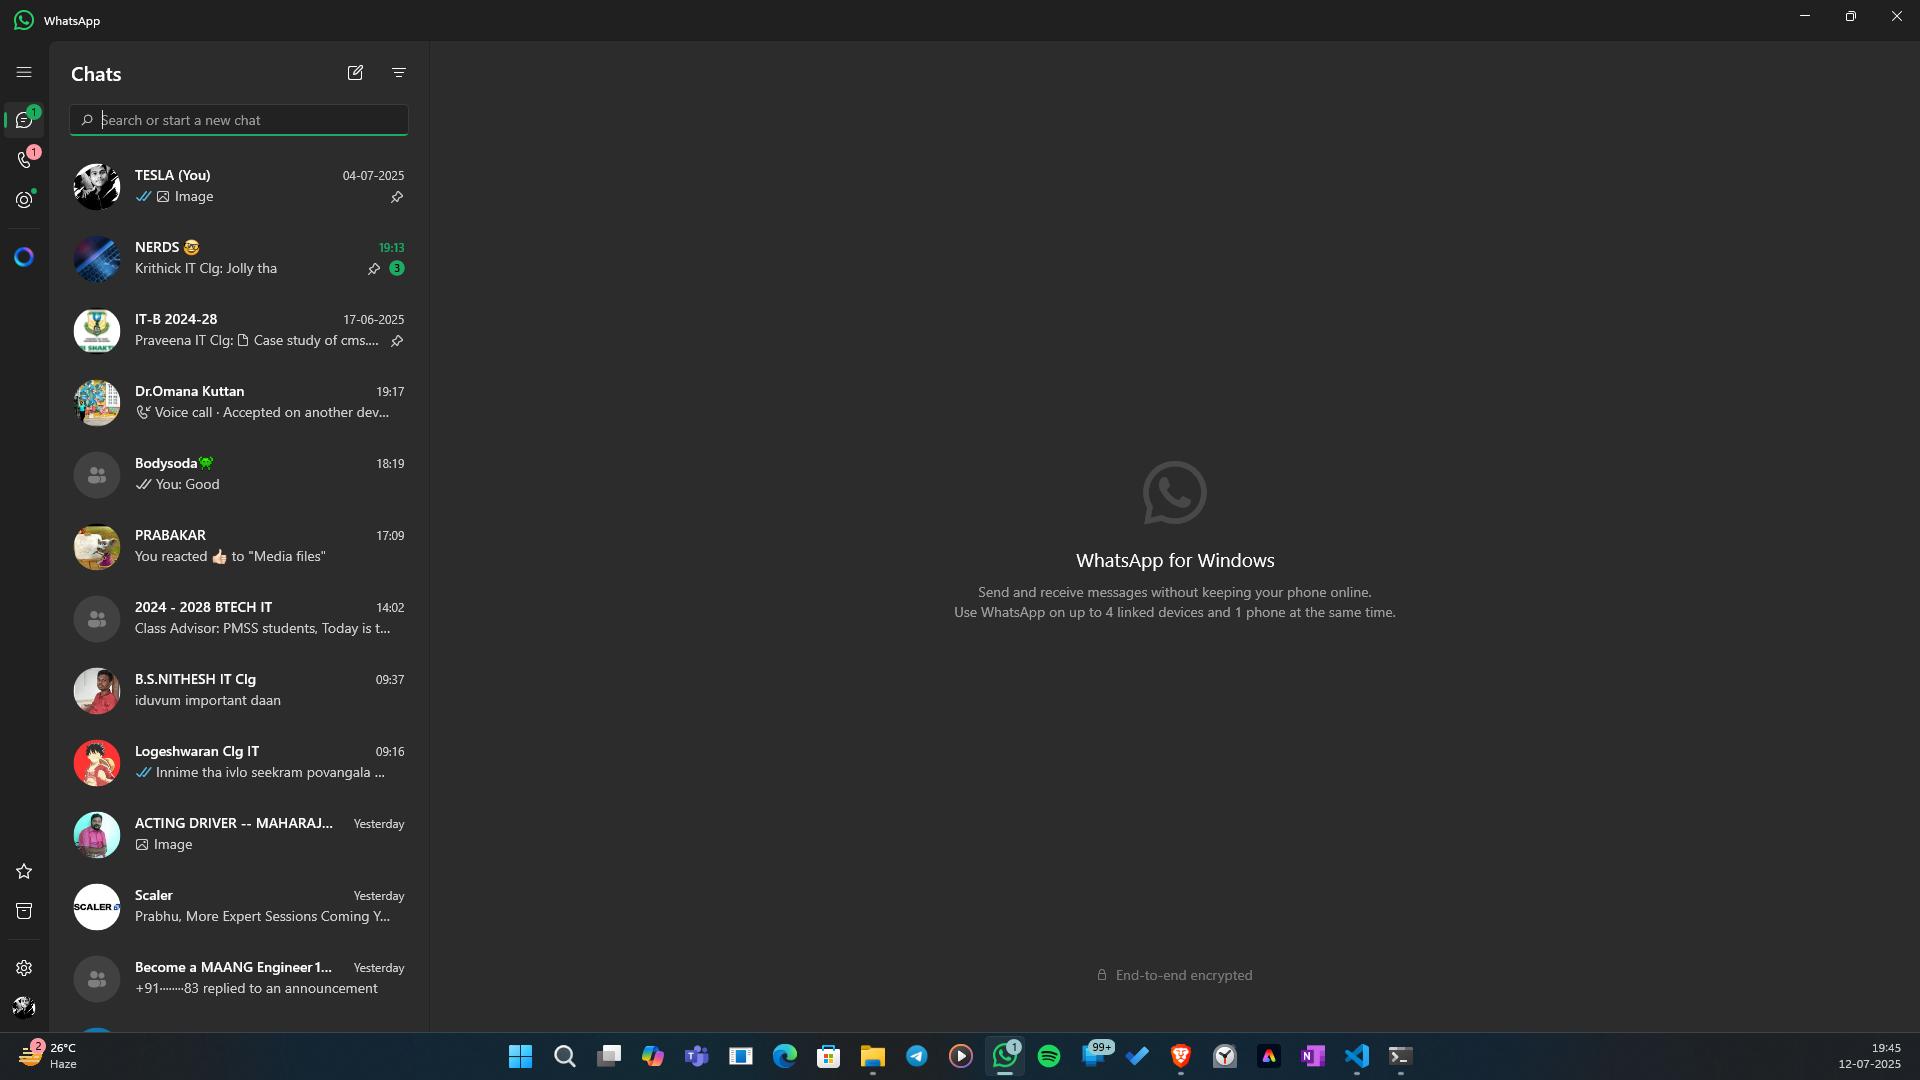 WhatsApp
Chats
1
Search or start a new chat
1
TESLA (You)
04-07-2025
Image
NERDS 🤓
19:13
Krithick IT Clg: Jolly tha
3
IT-B 2024-28
17-06-2025
Praveena IT Clg: Case study of cms....
Dr.Omana Kuttan
19:17
Voice call · Accepted on another dev...
Bodysoda
18:19
You: Good
PRABAKAR
17:09
You reacted 👍🏻 to "Media files"
2024 - 2028 BTECH IT
14:02
Class Advisor: PMSS students, Today is t...
B.S.NITHESH IT Clg
09:37
iduvum important daan
Logeshwaran Clg IT
09:16
Innime tha ivlo seekram povangala ...
ACTING DRIVER -- MAHARAJ...
Yesterday
Image
SCALER
Scaler
Yesterday
Prabhu, More Expert Sessions Coming Y...
Become a MAANG Engineer 1...
Yesterday
+91········83 replied to an announcement
WhatsApp for Windows
Send and receive messages without keeping your phone online.
Use WhatsApp on up to 4 linked devices and 1 phone at the same time.
End-to-end encrypted
2
26°C
Haze
1
99+
19:45
12-07-2025